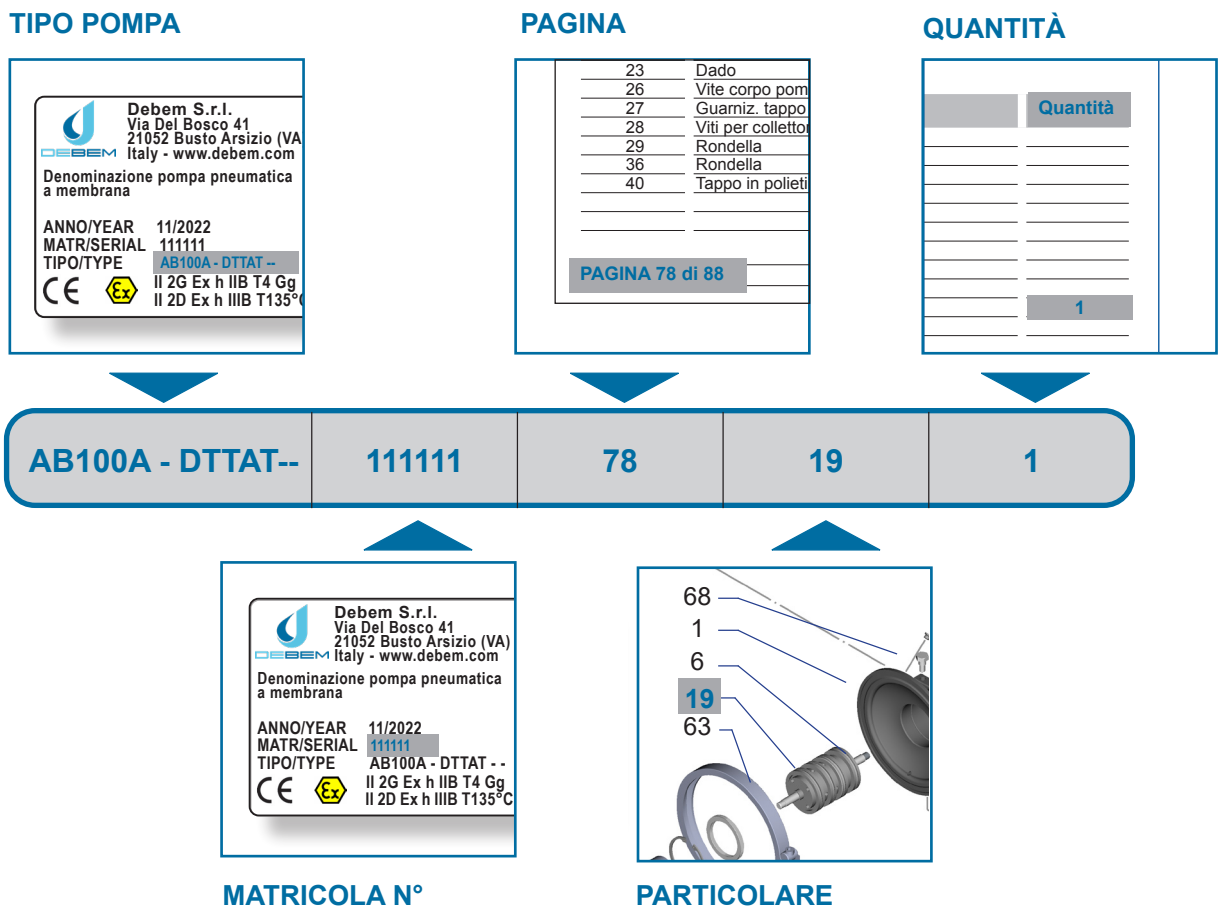 TIPO POMPA
PAGINA
QUANTITÀ
DEBEM
Debem S.r.l.
Via Del Bosco 41
21052 Busto Arsizio (VA
Italy - www.debem.com
Denominazione pompa pneumatica
a membrana
ANNO/YEAR 11/2022
MATR/SERIAL 111111
TIPO/TYPE AB100A - DTTAT --
CE Ex II 2G Ex h IIB T4 Gg
II 2D Ex h IIIB T135°C
23 Dado
26 Vite corpo pom
27 Guarniz. tappo
28 Viti per collettor
29 Rondella
36 Rondella
40 Tappo in polieti
PAGINA 78 di 88
Quantità
1
AB100A - DTTAT-- 111111 78 19 1
DEBEM
Debem S.r.l.
Via Del Bosco 41
21052 Busto Arsizio (VA)
Italy - www.debem.com
Denominazione pompa pneumatica
a membrana
ANNO/YEAR 11/2022
MATR/SERIAL 111111
TIPO/TYPE AB100A - DTTAT - -
CE Ex II 2G Ex h IIB T4 Gg
II 2D Ex h IIIB T135°C
68
1
6
19
63
MATRICOLA N°
PARTICOLARE